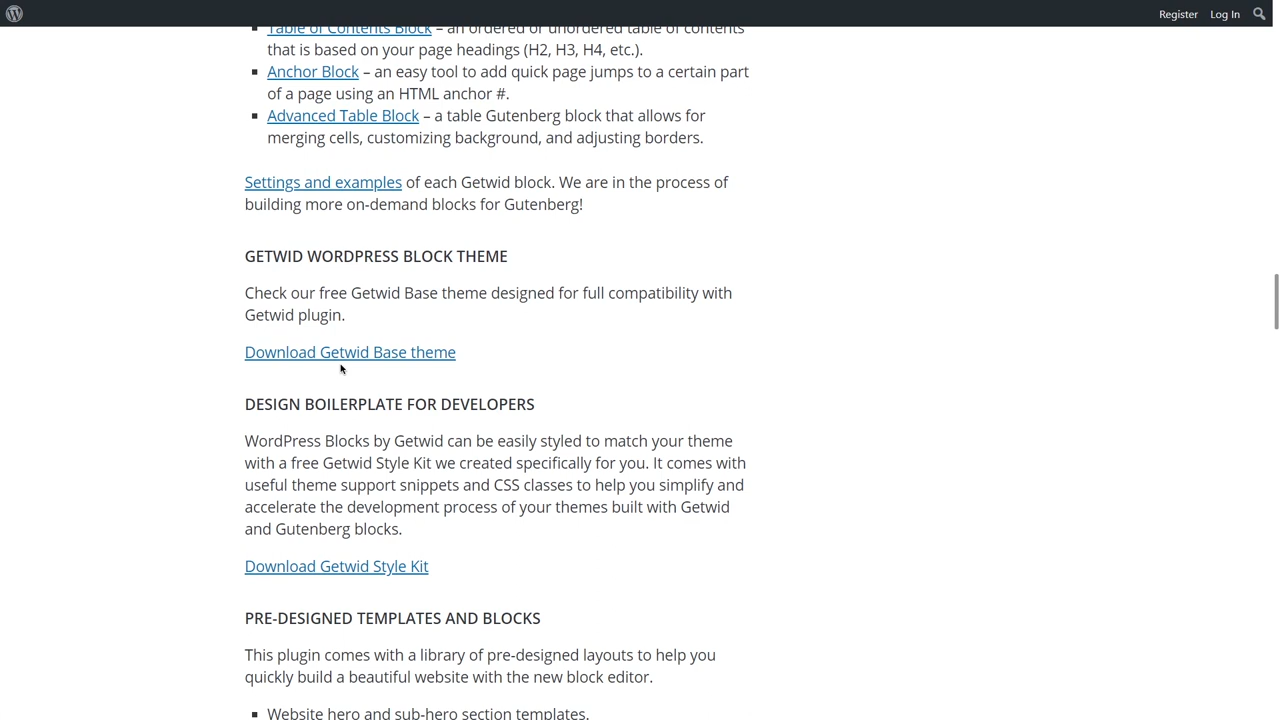 Register Log In
Table of Contents Block – an ordered or unordered table of contents
that is based on your page headings (H2, H3, H4, etc.).
Anchor Block – an easy tool to add quick page jumps to a certain part
of a page using an HTML anchor #.
Advanced Table Block – a table Gutenberg block that allows for
merging cells, customizing background, and adjusting borders.
Settings and examples of each Getwid block. We are in the process of
building more on-demand blocks for Gutenberg!
GETWID WORDPRESS BLOCK THEME
Check our free Getwid Base theme designed for full compatibility with
Getwid plugin.
Download Getwid Base theme
DESIGN BOILERPLATE FOR DEVELOPERS
WordPress Blocks by Getwid can be easily styled to match your theme
with a free Getwid Style Kit we created specifically for you. It comes with
useful theme support snippets and CSS classes to help you simplify and
accelerate the development process of your themes built with Getwid
and Gutenberg blocks.
Download Getwid Style Kit
PRE-DESIGNED TEMPLATES AND BLOCKS
This plugin comes with a library of pre-designed layouts to help you
quickly build a beautiful website with the new block editor.
Website hero and sub-hero section templates.